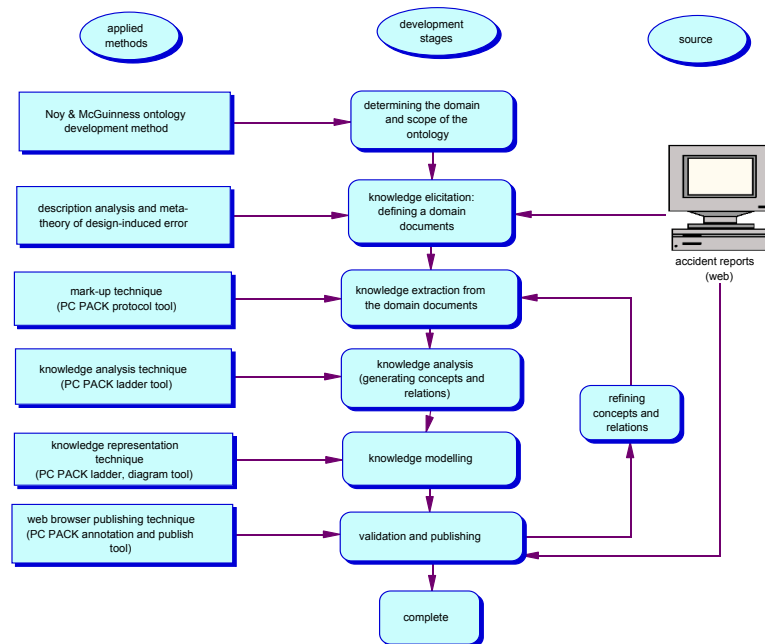 applied
methods
development
stages
source
Noy & McGuinness ontology
development method
determining the domain
and scope of the
ontology
description analysis and meta-
theory of design-induced error
knowledge elicitation:
defining a domain
documents
accident reports
(web)
mark-up technique
(PC PACK protocol tool)
knowledge extraction from
the domain documents
knowledge analysis technique
(PC PACK ladder tool)
knowledge analysis
(generating concepts and
relations)
refining
concepts and
relations
knowledge representation
technique
(PC PACK ladder, diagram tool)
knowledge modelling
web browser publishing technique
(PC PACK annotation and publish
tool)
validation and publishing
complete